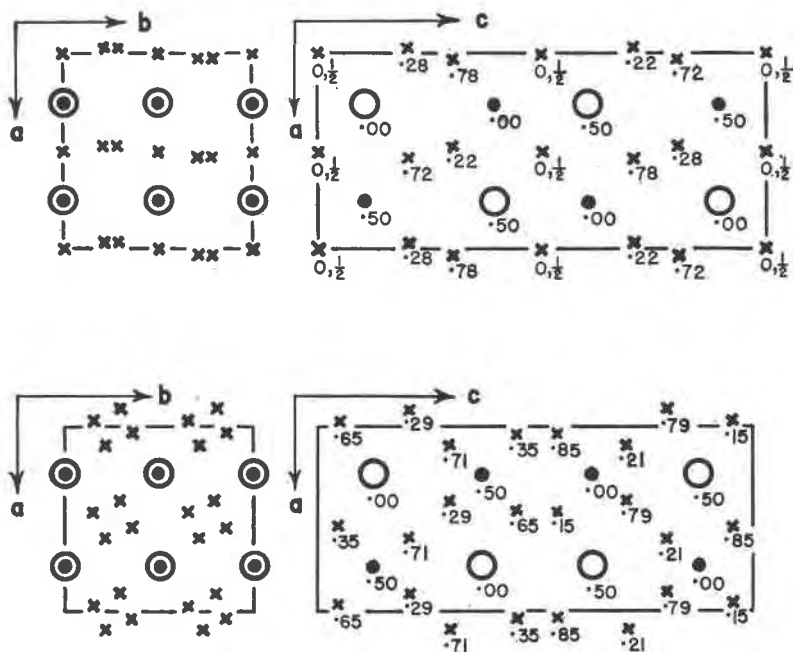 b c
a a
0,½ ·28 ·78 0,½ ·22 ·72 0,½
·00 ·00 ·50 ·50
0,½ ·72 ·22 0,½ ·78 ·28 0,½
·50 ·50 ·00 ·00
0,½ ·28 ·78 0,½ ·22 ·72 0,½
b c
a a
·65 ·29 ·71 ·35 ·85 ·21 ·79 ·15
·00 ·50 ·00 ·50
·35 ·71 ·29 ·65 ·15 ·79 ·21 ·85
·50 ·00 ·50 ·00
·65 ·29 ·71 ·35 ·85 ·21 ·79 ·15